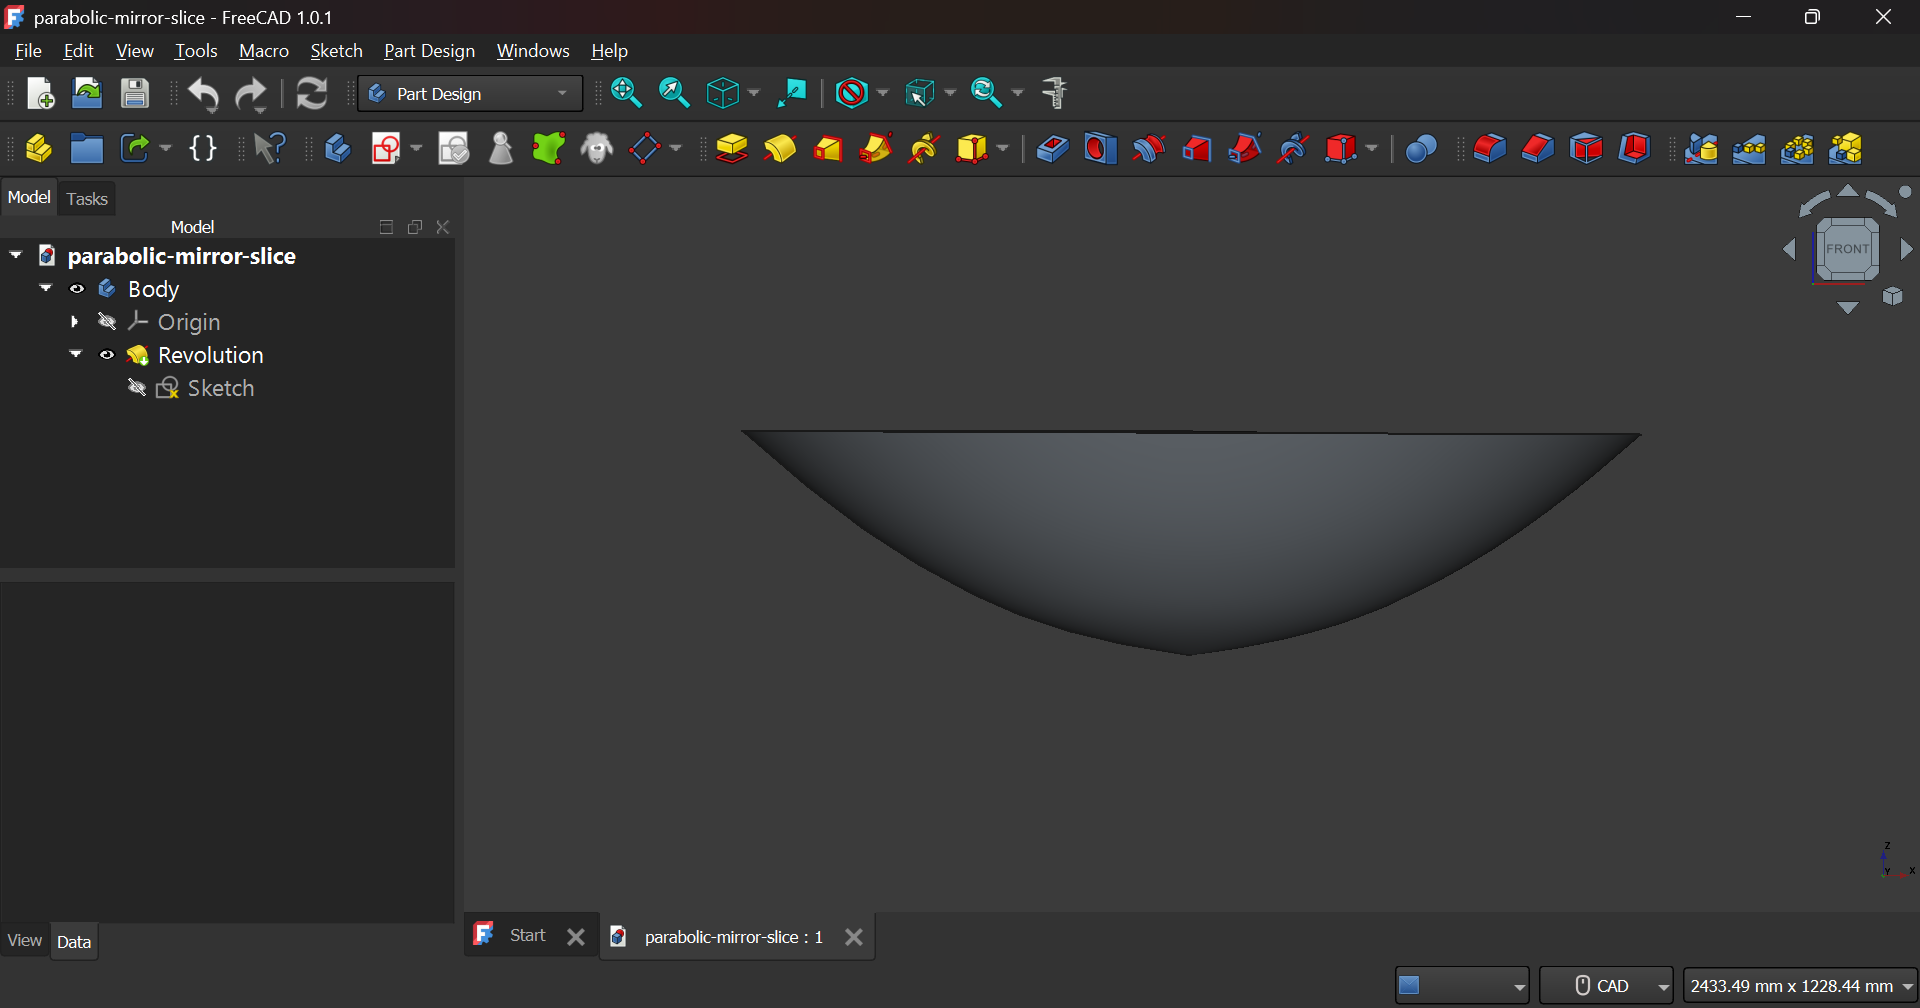 parabolic-mirror-slice - FreeCAD 1.0.1
File Edit View Tools Macro Sketch Part Design Windows Help
Part Design
Model Tasks
Model
parabolic-mirror-slice
Body
Origin
Revolution
Sketch
FRONT
Z
Y X
View Data
Start
parabolic-mirror-slice : 1
CAD
2433.49 mm x 1228.44 mm